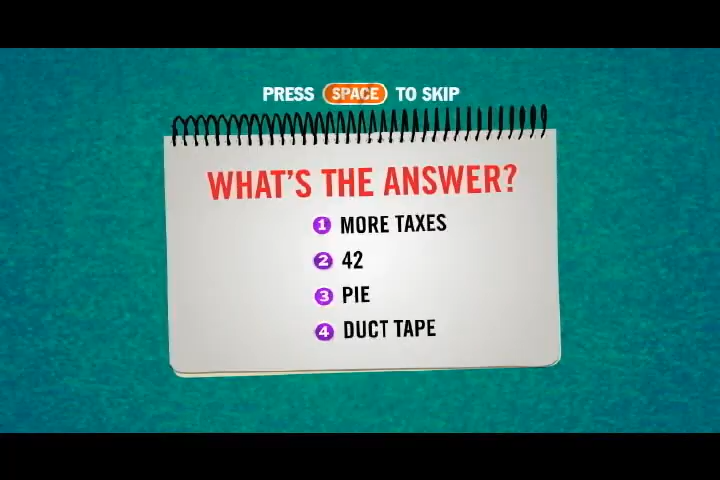 PRESS SPACE TO SKIP
WHAT'S THE ANSWER?
1 MORE TAXES
2 42
3 PIE
4 DUCT TAPE